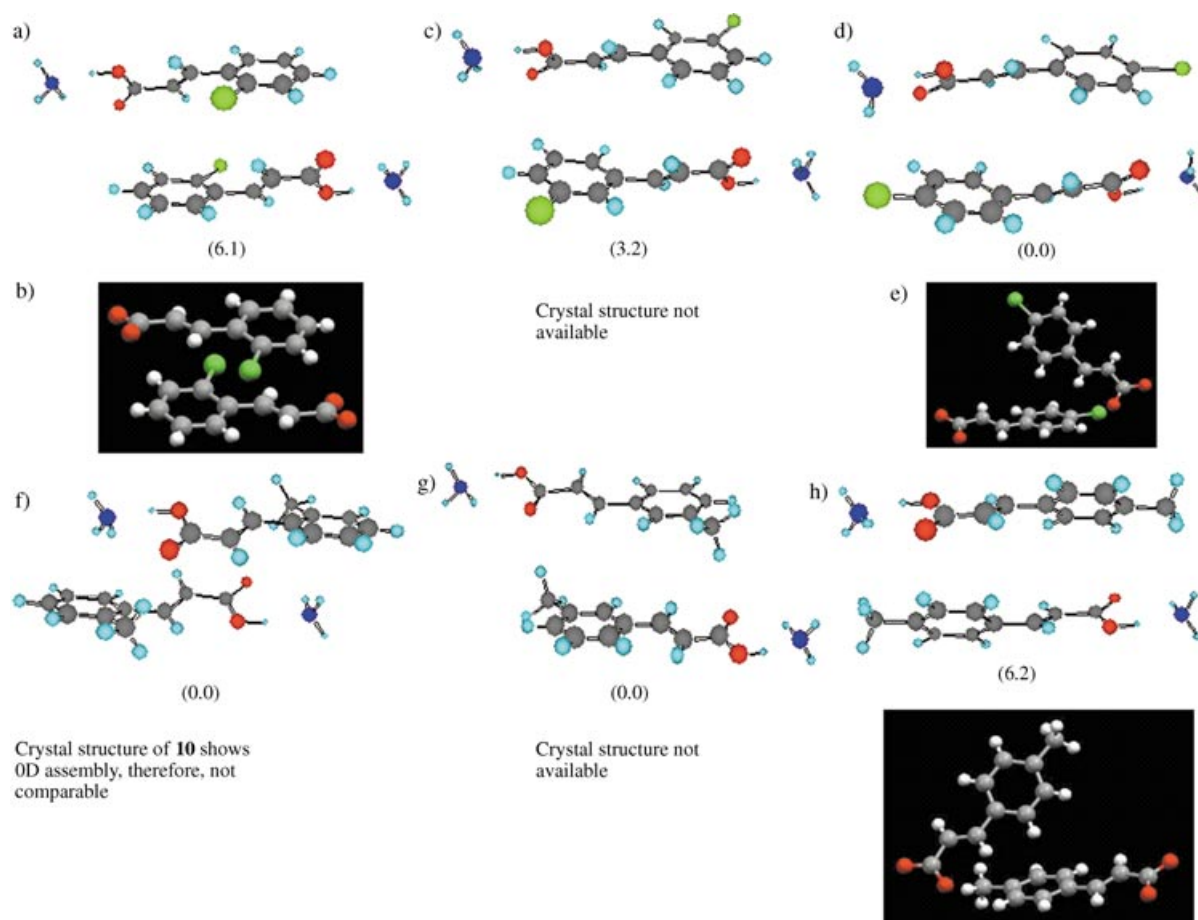 a)
c)
d)
(6.1)
(3.2)
(0.0)
b)
Crystal structure not
available
e)
f)
g)
h)
(0.0)
(0.0)
(6.2)
Crystal structure of 10 shows
0D assembly, therefore, not
comparable
Crystal structure not
available